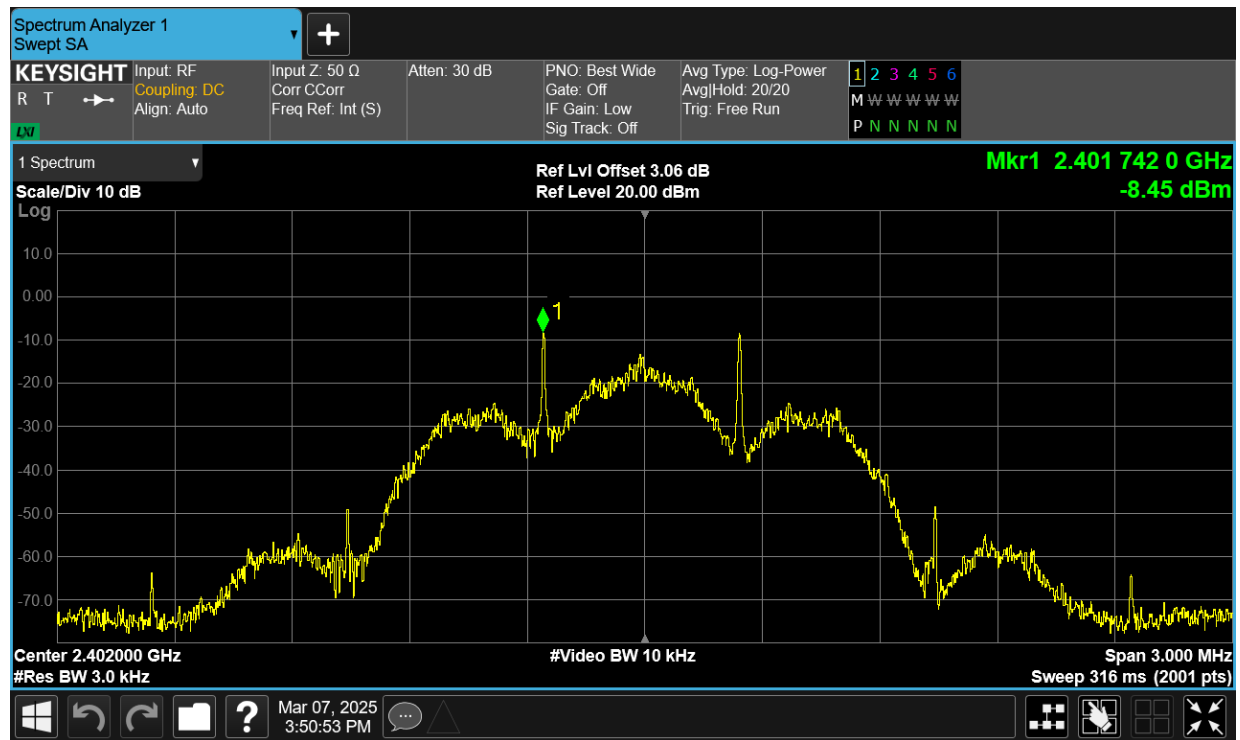 Spectrum Analyzer 1
Swept SA
KEYSIGHT
R T
LXI
Input: RF
Coupling: DC
Align: Auto
Input Z: 50 Ω
Corr CCorr
Freq Ref: Int (S)
Atten: 30 dB
PNO: Best Wide
Gate: Off
IF Gain: Low
Sig Track: Off
Avg Type: Log-Power
Avg|Hold: 20/20
Trig: Free Run
1 2 3 4 5 6
M W W W W W
P N N N N N
1 Spectrum
Scale/Div 10 dB
Log
Ref Lvl Offset 3.06 dB
Ref Level 20.00 dBm
Mkr1 2.401 742 0 GHz
-8.45 dBm
10.0
0.00
1
-10.0
-20.0
-30.0
-40.0
-50.0
-60.0
-70.0
Center 2.402000 GHz
#Res BW 3.0 kHz
#Video BW 10 kHz
Span 3.000 MHz
Sweep 316 ms (2001 pts)
?
Mar 07, 2025
3:50:53 PM